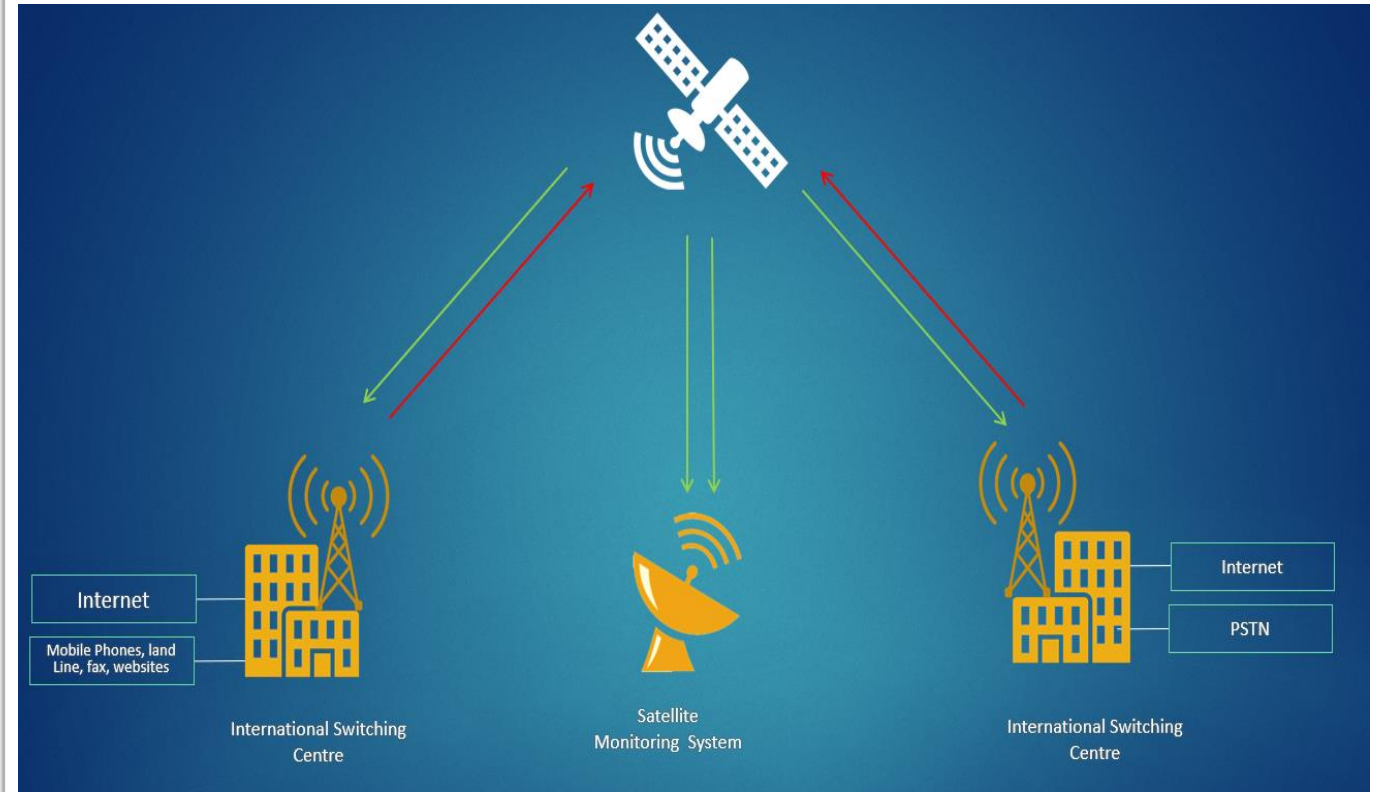 Internet
Mobile Phones, land
Line, fax, websites
International Switching
Centre
Satellite
Monitoring System
Internet
PSTN
International Switching
Centre